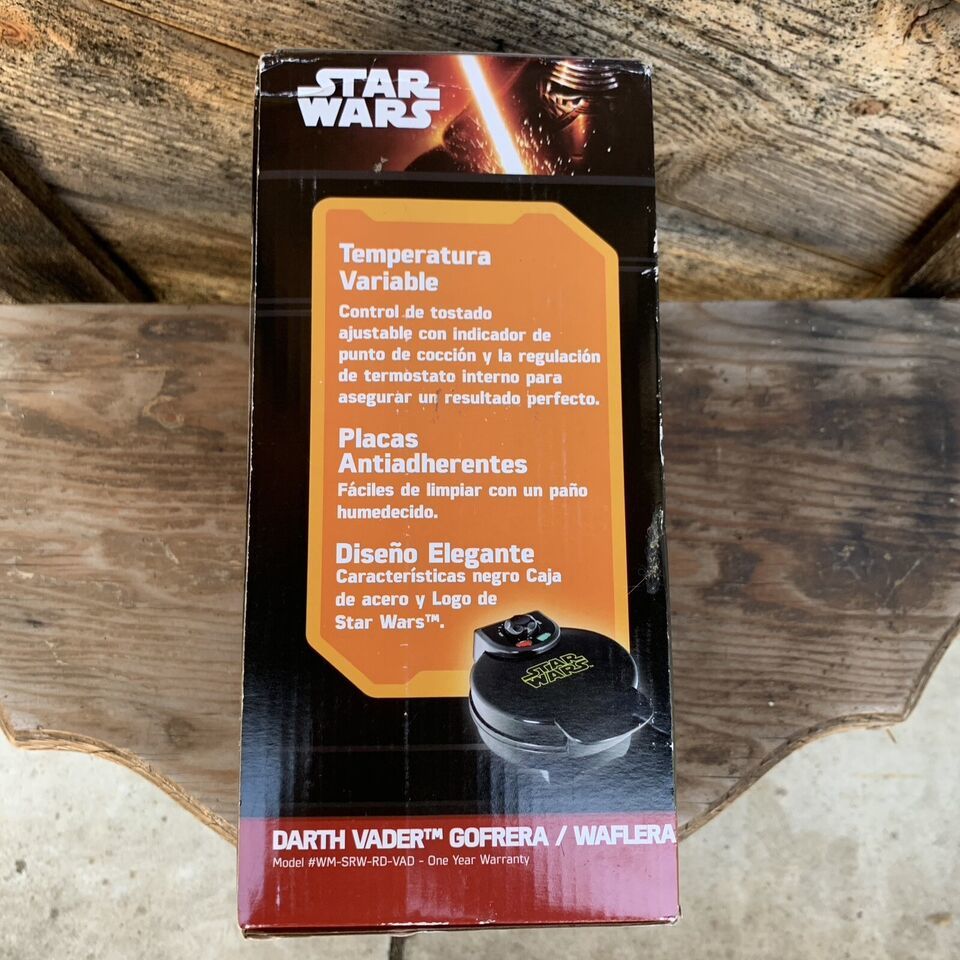 STAR
WARS
Temperatura
Variable
Control de tostado
ajustable con indicador de
punto de cocción y la regulación
de termostato interno para
asegurar un resultado perfecto.
Placas
Antiadherentes
Fáciles de limpiar con un paño
humedecido.
Diseño Elegante
Características negro Caja
de acero y Logo de
Star Wars™.
STAR
WARS
DARTH VADER™ GOFRERA / WAFLERA
Model #WM-SRW-RD-VAD - One Year Warranty